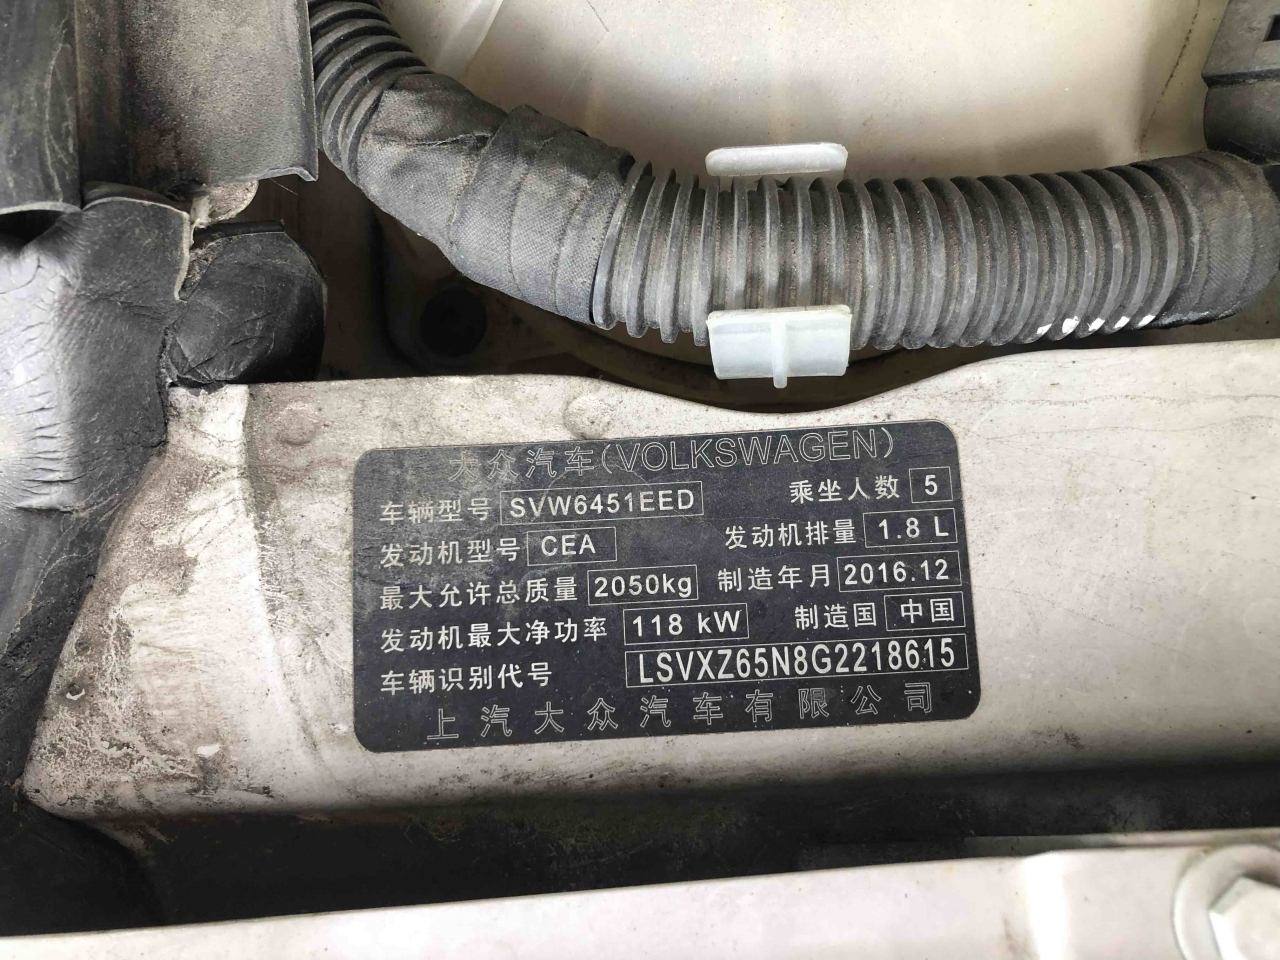 大众汽车(VOLKSWAGEN)
车辆型号 SVW6451EED 乘坐人数 5
发动机型号 CEA 发动机排量 1.8 L
最大允许总质量 2050kg 制造年月 2016.12
发动机最大净功率 118 kW 制造国 中国
车辆识别代号 LSVXZ65N8G2218615
上汽大众汽车有限公司